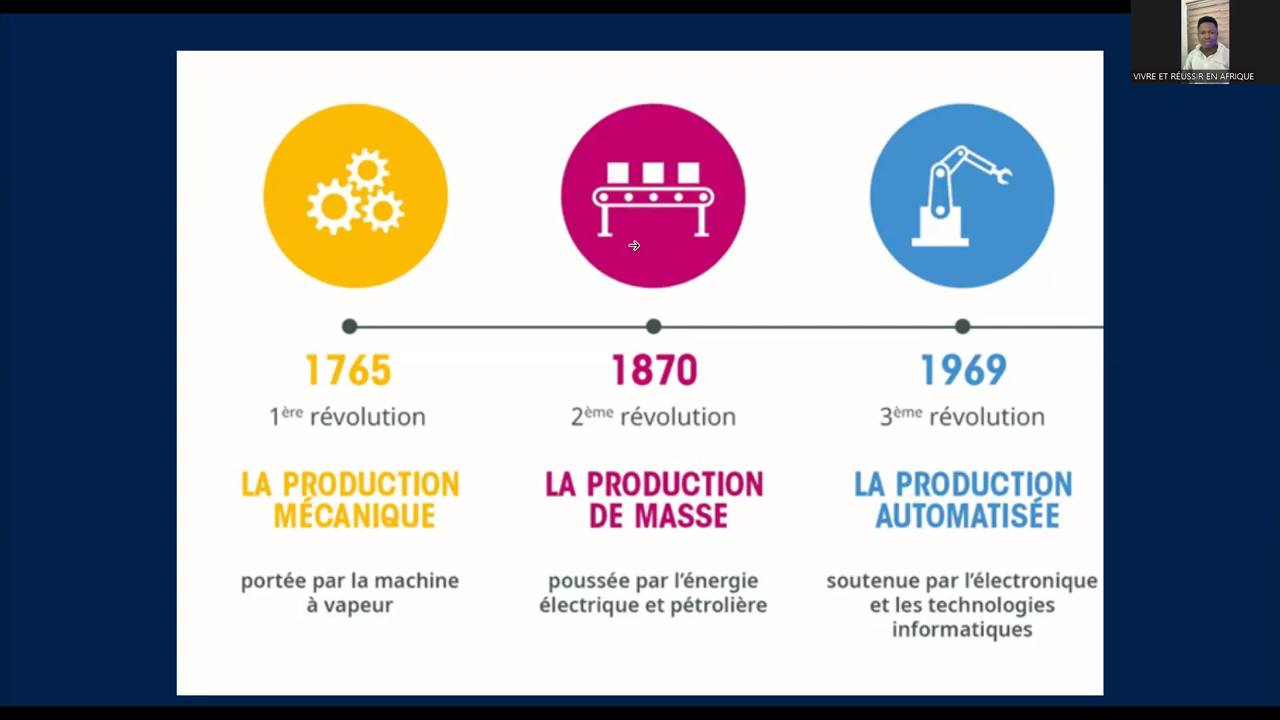 VIVRE ET RÉUSSIR EN AFRIQUE
1765
1ère révolution
LA PRODUCTION
MÉCANIQUE
portée par la machine
à vapeur
1870
2ème révolution
LA PRODUCTION
DE MASSE
poussée par l'énergie
électrique et pétrolière
1969
3ème révolution
LA PRODUCTION
AUTOMATISÉE
soutenue par l'électronique
et les technologies
informatiques